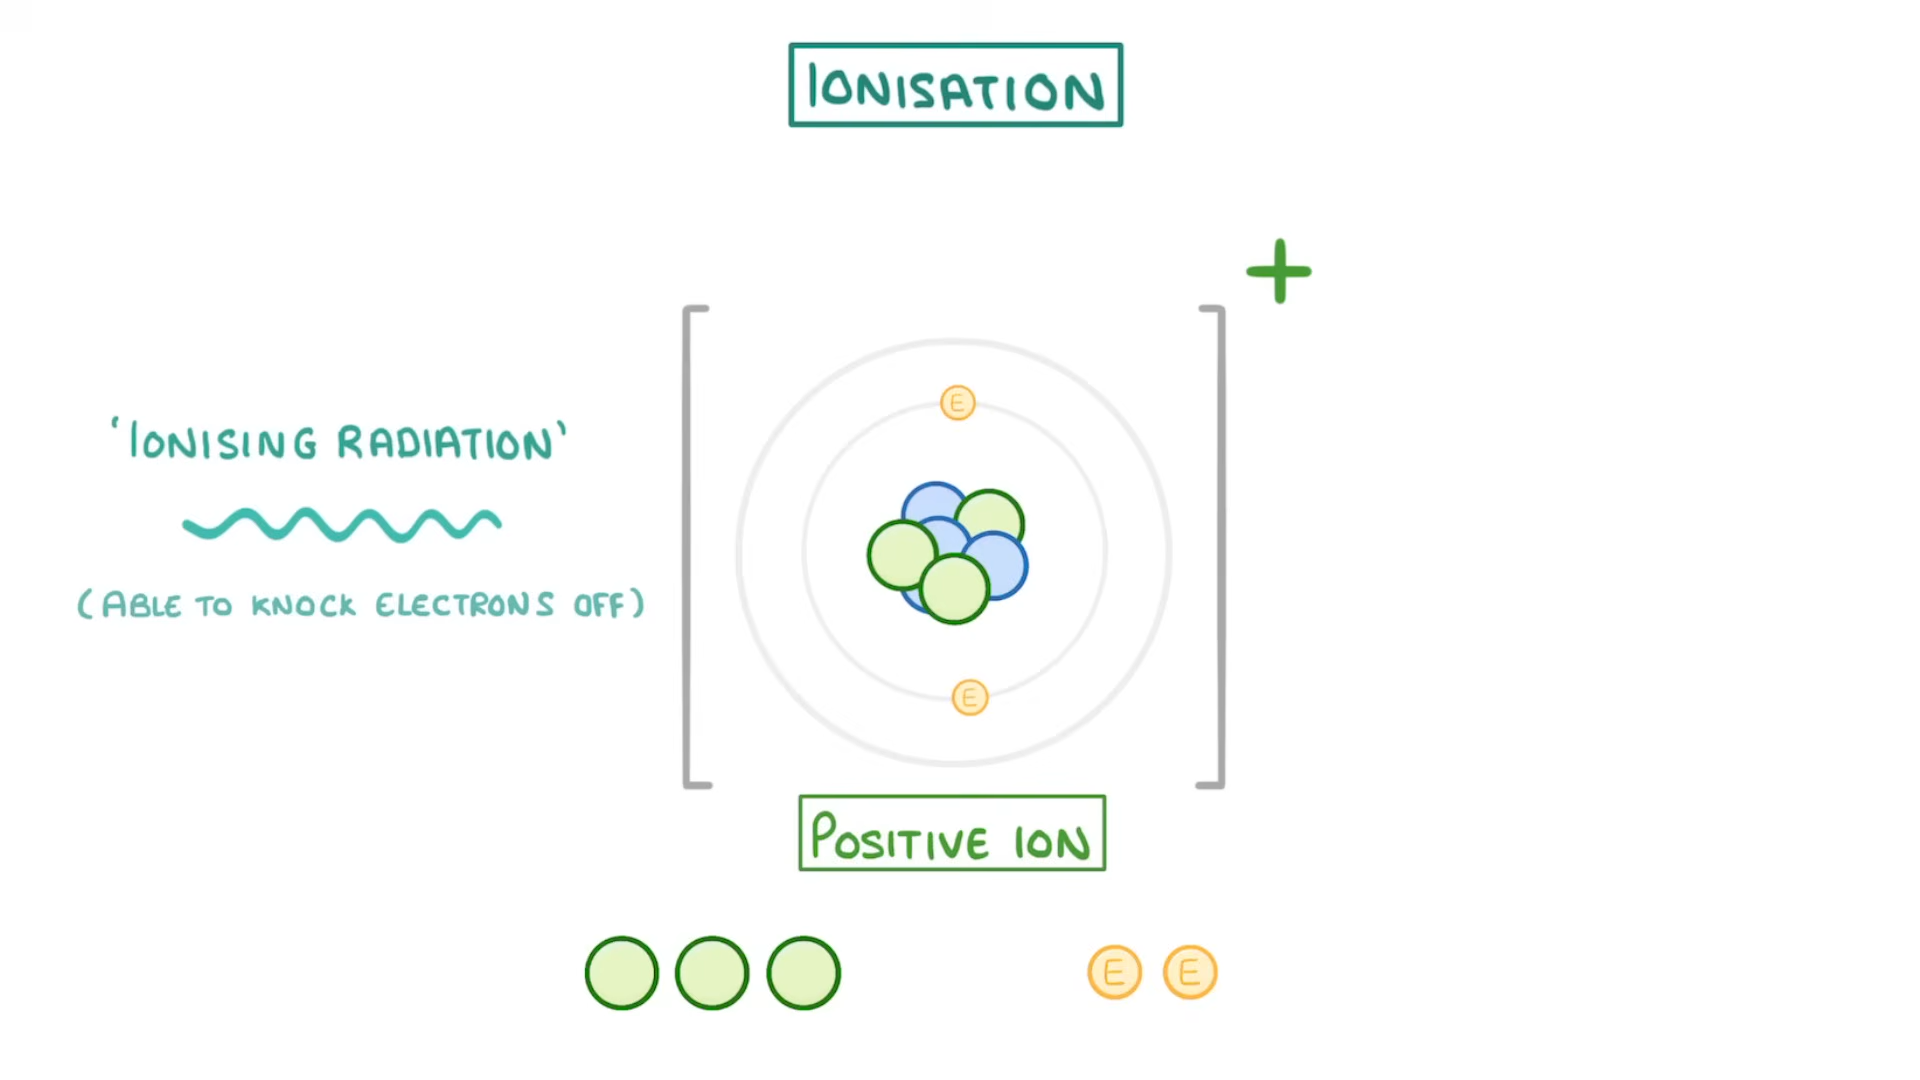 IONISATION
+
'IONISING RADIATION'
(ABLE TO KNOCK ELECTRONS OFF)
E
E
POSITIVE ION
E E